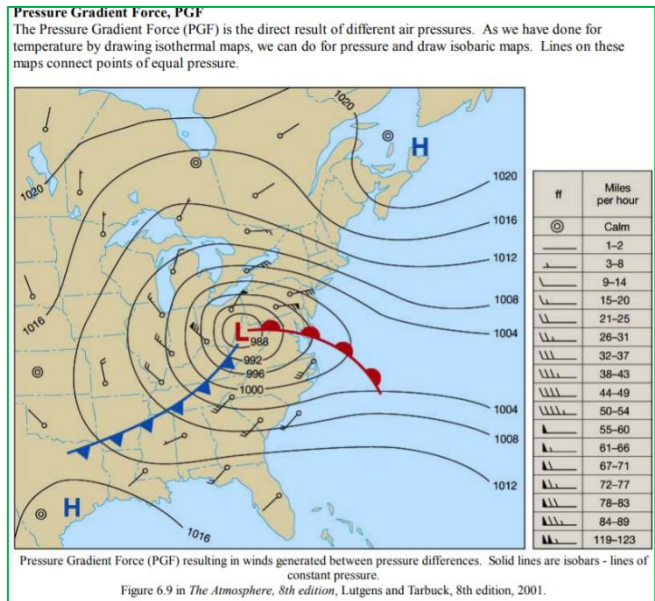 Pressure Gradient Force, PGF
The Pressure Gradient Force (PGF) is the direct result of different air pressures. As we have done for
temperature by drawing isothermal maps, we can do for pressure and draw isobaric maps. Lines on these
maps connect points of equal pressure.
1020
H
1020
1020
1016
1012
1008
1016
1004
L
988
992
996
1000
1004
1008
1012
H
1016
ff Miles per hour
Calm
1–2
3–8
9–14
15–20
21–25
26–31
32–37
38–43
44–49
50–54
55–60
61–66
67–71
72–77
78–83
84–89
119–123
Pressure Gradient Force (PGF) resulting in winds generated between pressure differences. Solid lines are isobars - lines of
constant pressure.
Figure 6.9 in The Atmosphere, 8th edition, Lutgens and Tarbuck, 8th edition, 2001.